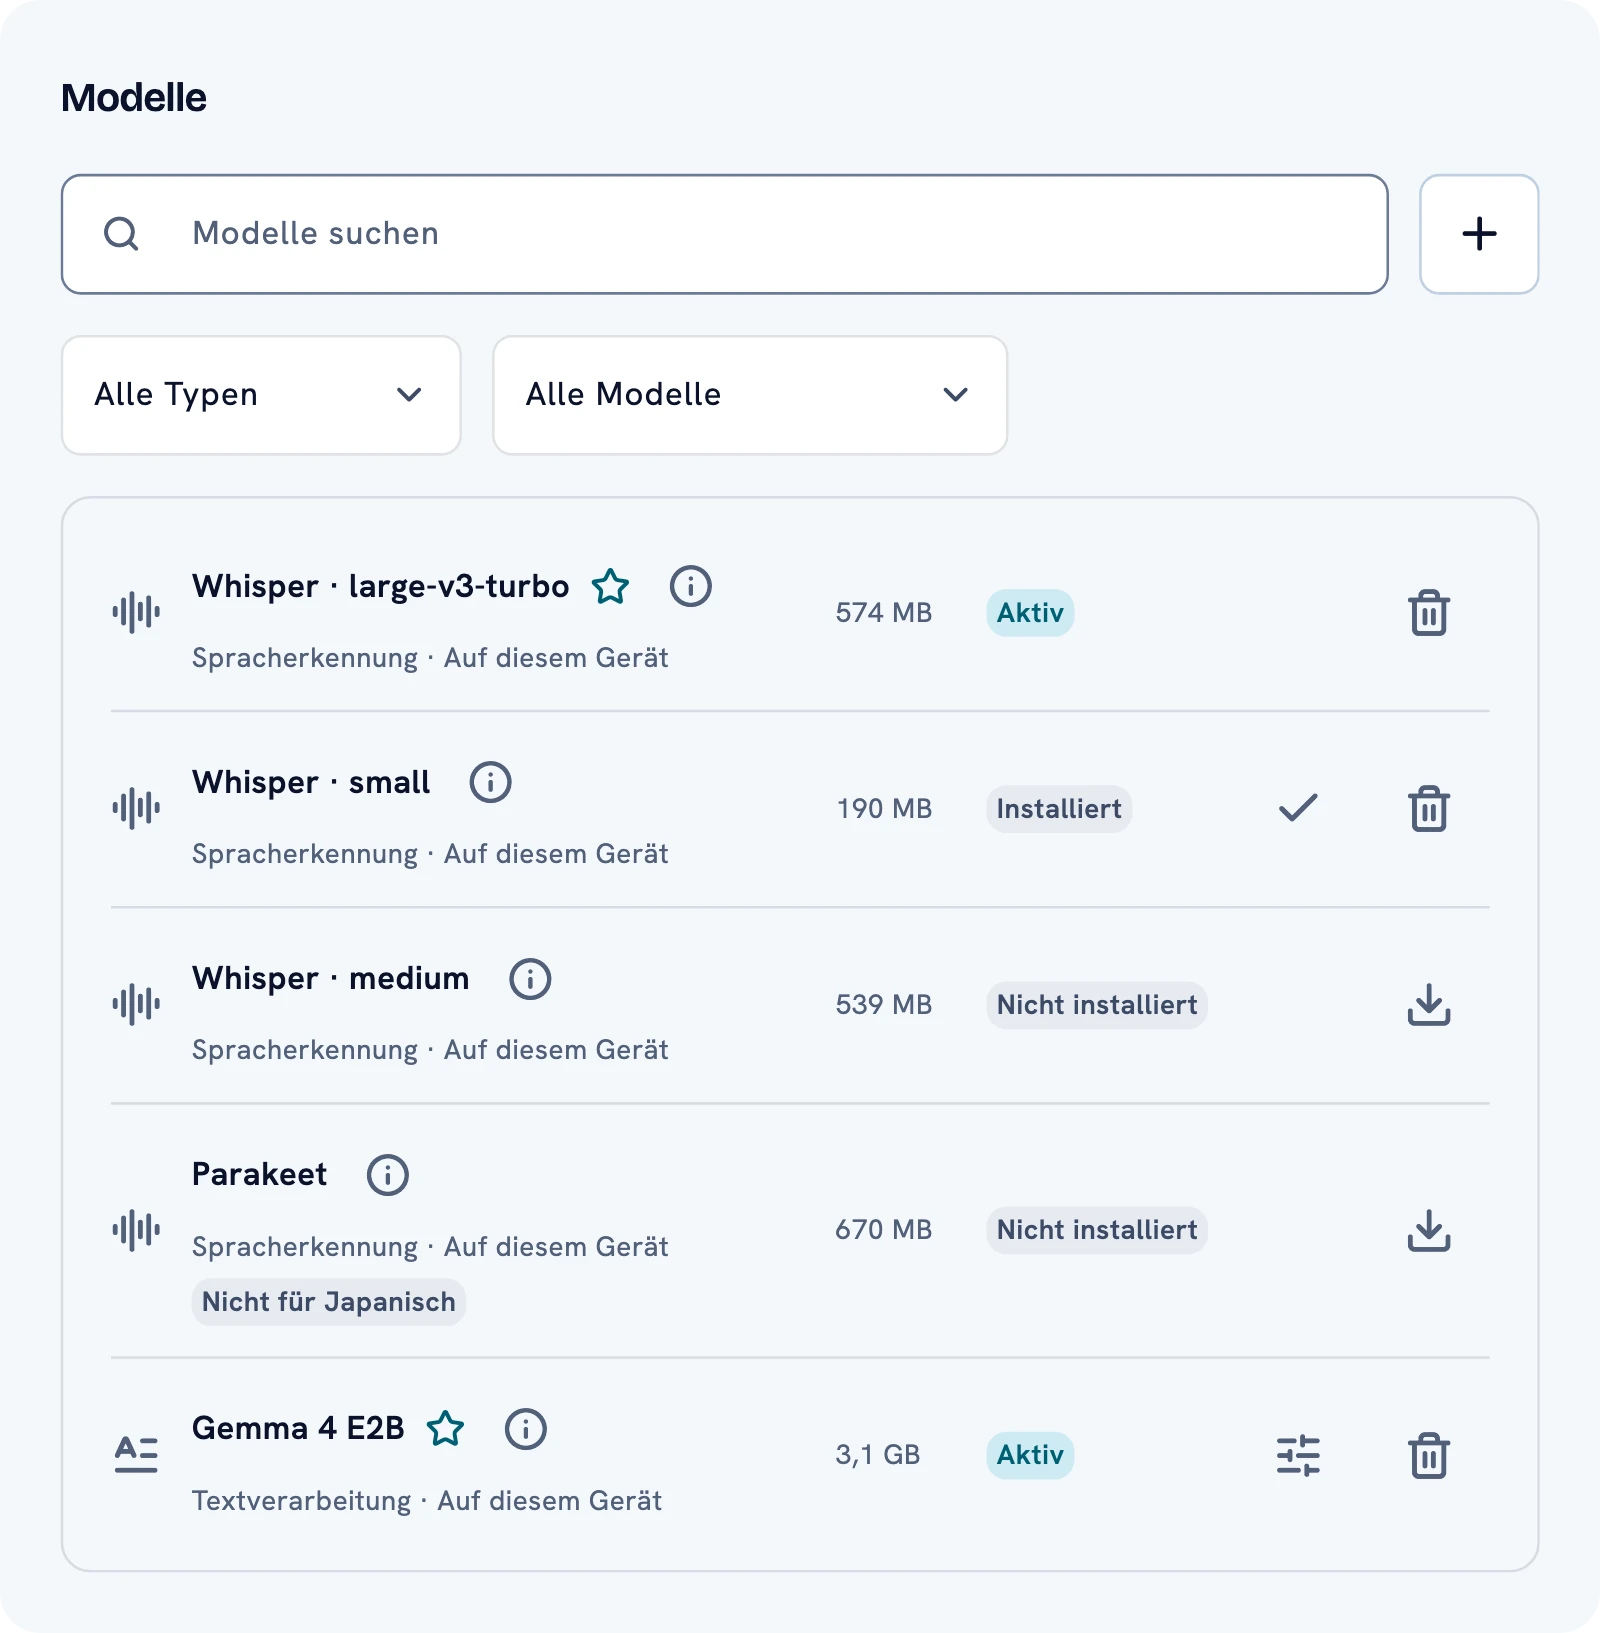 Modelle
Modelle suchen
Alle Typen
Alle Modelle
Whisper · large-v3-turbo
Spracherkennung · Auf diesem Gerät
574 MB
Aktiv
Whisper · small
Spracherkennung · Auf diesem Gerät
190 MB
Installiert
Whisper · medium
Spracherkennung · Auf diesem Gerät
539 MB
Nicht installiert
Parakeet
Spracherkennung · Auf diesem Gerät
Nicht für Japanisch
670 MB
Nicht installiert
Gemma 4 E2B
Textverarbeitung · Auf diesem Gerät
3,1 GB
Aktiv